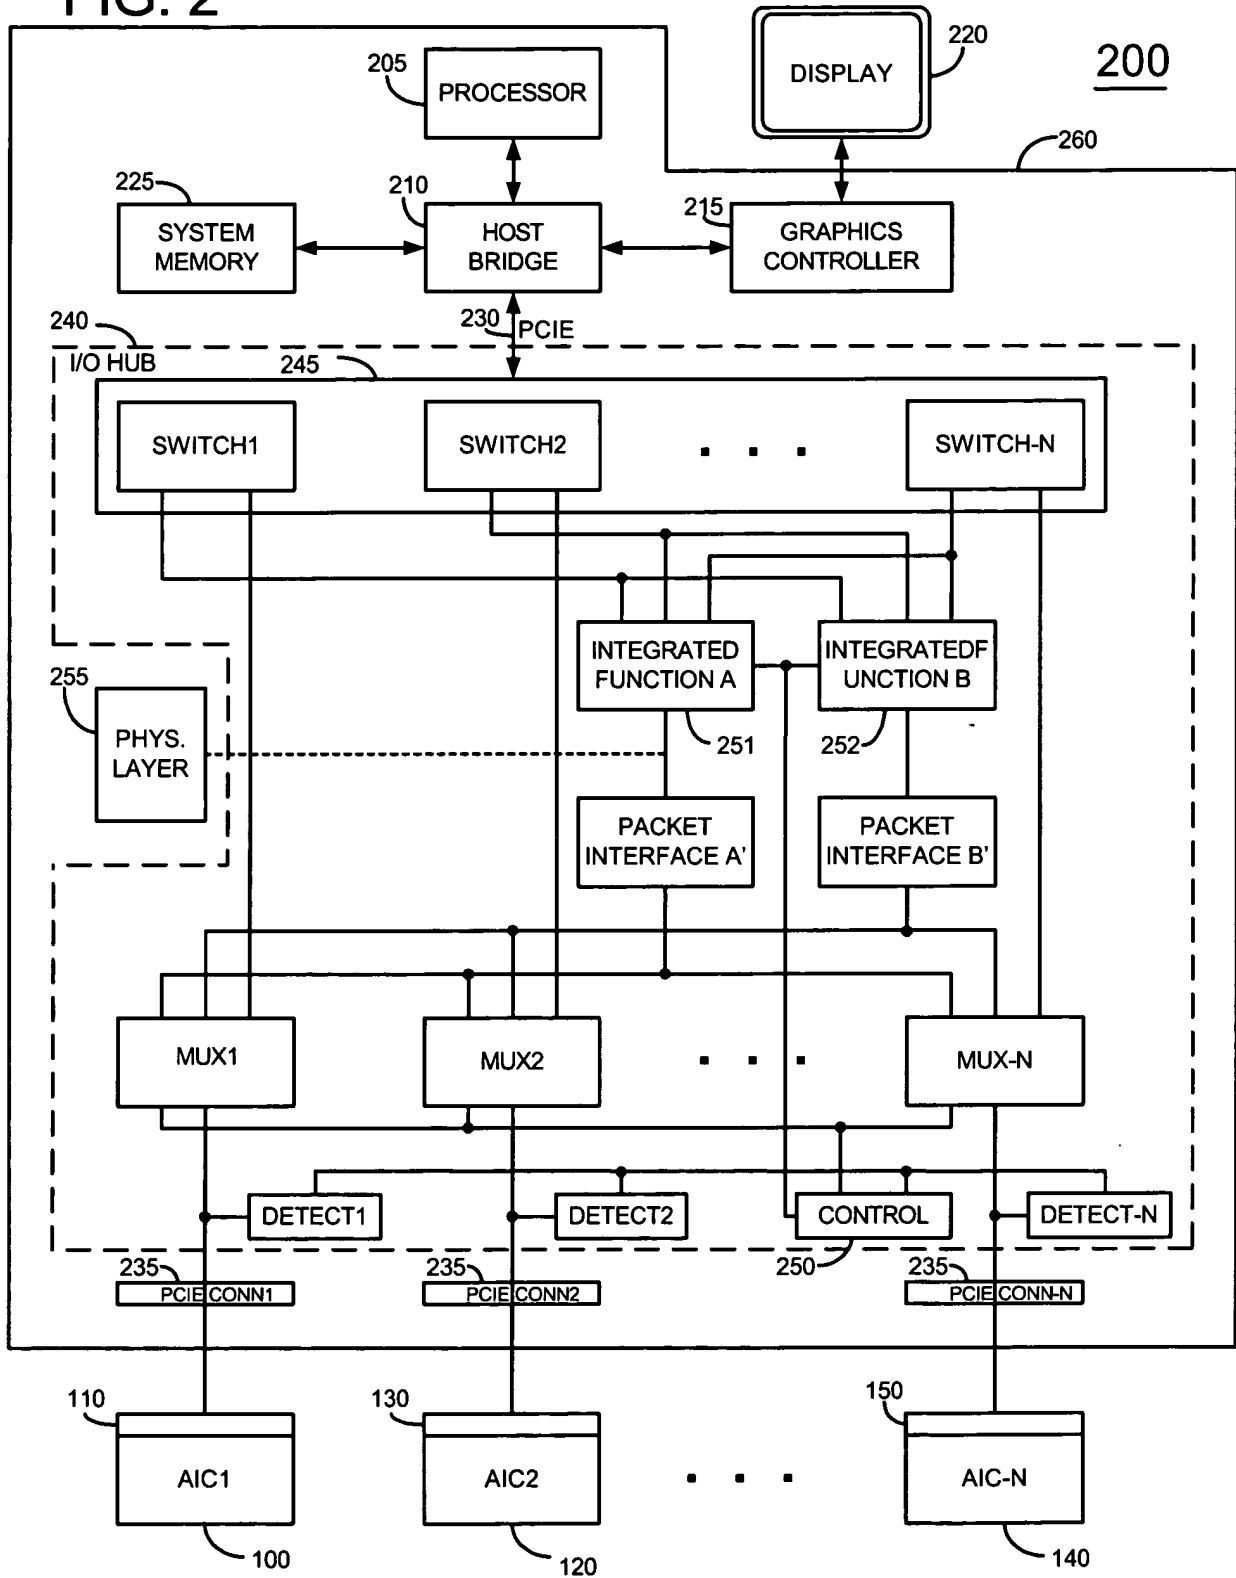 FIG. 2
200
205
PROCESSOR
DISPLAY
220
260
225
SYSTEM
MEMORY
210
HOST
BRIDGE
215
GRAPHICS
CONTROLLER
230
PCIE
240
I/O HUB
245
SWITCH1
SWITCH2
SWITCH-N
INTEGRATED
FUNCTION A
INTEGRATEDF
UNCTION B
251
252
255
PHYS.
LAYER
PACKET
INTERFACE A'
PACKET
INTERFACE B'
MUX1
MUX2
MUX-N
DETECT1
DETECT2
CONTROL
DETECT-N
250
235
PCIE CONN1
235
PCIE CONN2
235
PCIE CONN-N
110
AIC1
100
130
AIC2
120
150
AIC-N
140